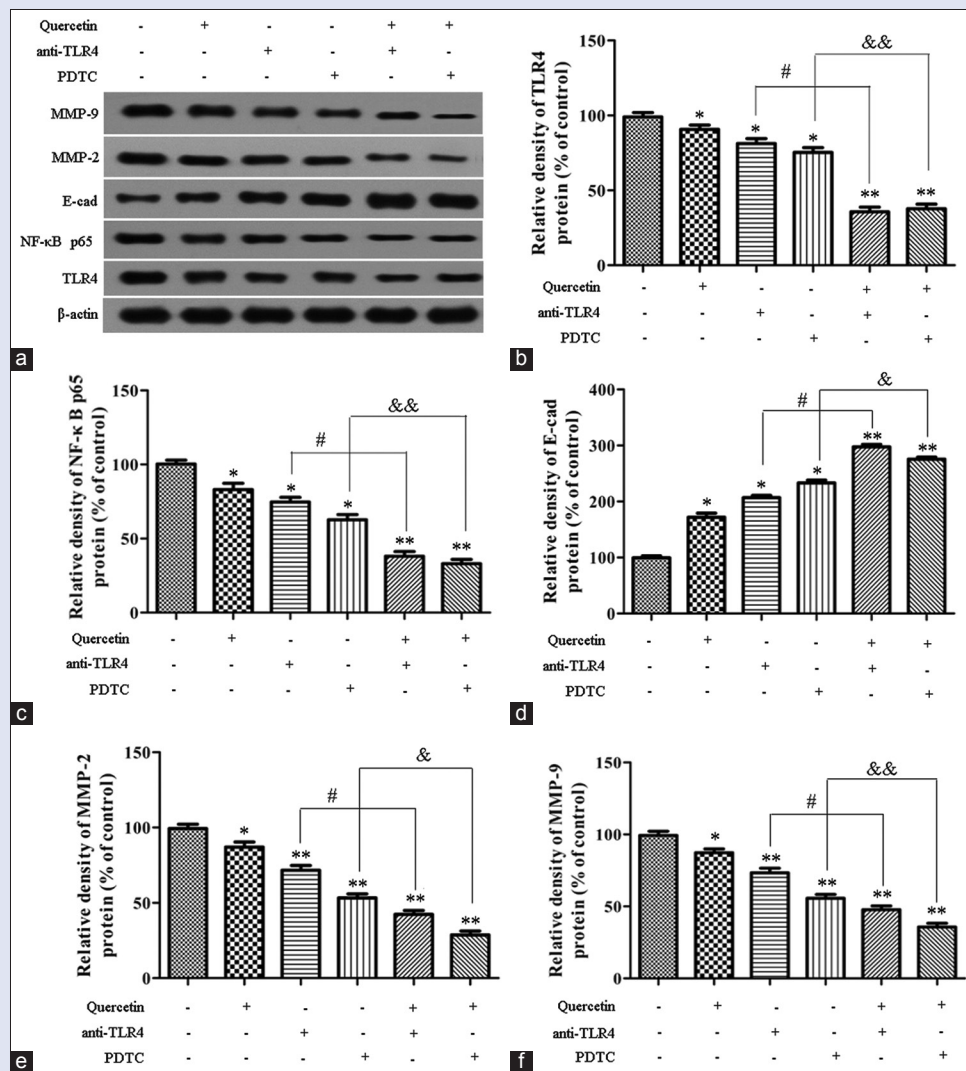 Quercetin - + - - + +
anti-TLR4 - - + - + -
PDTC - - - + - +
MMP-9
MMP-2
E-cad
NF-κB p65
TLR4
β-actin
a
Relative density of TLR4
protein (% of control)
150
100
50
0
* * * ** **
# &&
Quercetin - + - - + +
anti-TLR4 - - + - + -
PDTC - - - + - +
b
Relative density of NF-κ B p65
protein (% of control)
150
100
50
0
* * * ** **
# &&
Quercetin - + - - + +
anti-TLR4 - - + - + -
PDTC - - - + - +
c
Relative density of E-cad
protein (% of control)
400
300
200
100
0
* * * ** **
# &
Quercetin - + - - + +
anti-TLR4 - - + - + -
PDTC - - - + - +
d
Relative density of MMP-2
protein (% of control)
150
100
50
0
* ** ** ** **
# &
Quercetin - + - - + +
anti-TLR4 - - + - + -
PDTC - - - + - +
e
Relative density of MMP-9
protein (% of control)
150
100
50
0
* ** ** ** **
# &&
Quercetin - + - - + +
anti-TLR4 - - + - + -
PDTC - - - + - +
f